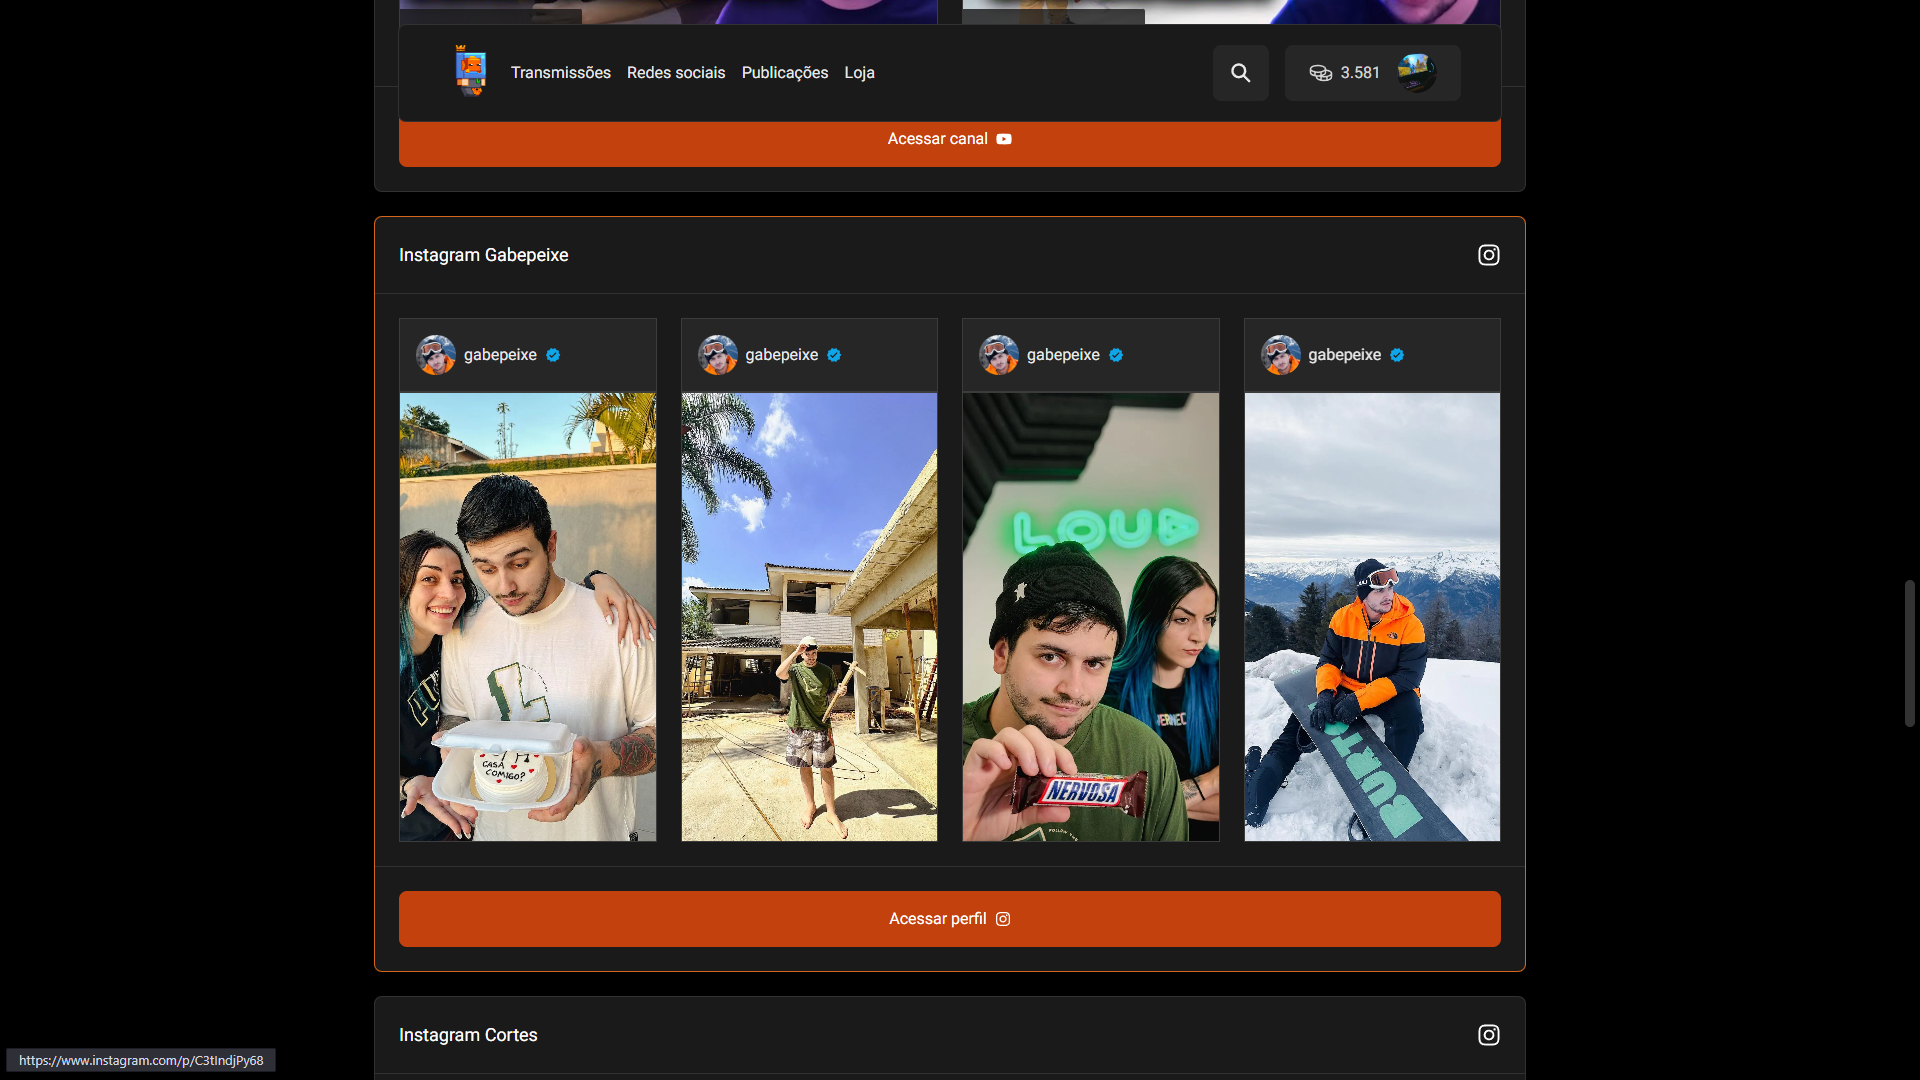 Transmissões Redes sociais Publicações Loja
3.581
Acessar canal
Instagram Gabepeixe
gabepeixe
gabepeixe
gabepeixe
gabepeixe
LOUD
CASA
COMIGO?
L
NERVOSA
BURT
Acessar perfil
Instagram Cortes
https://www.instagram.com/p/C3tIndjPy68